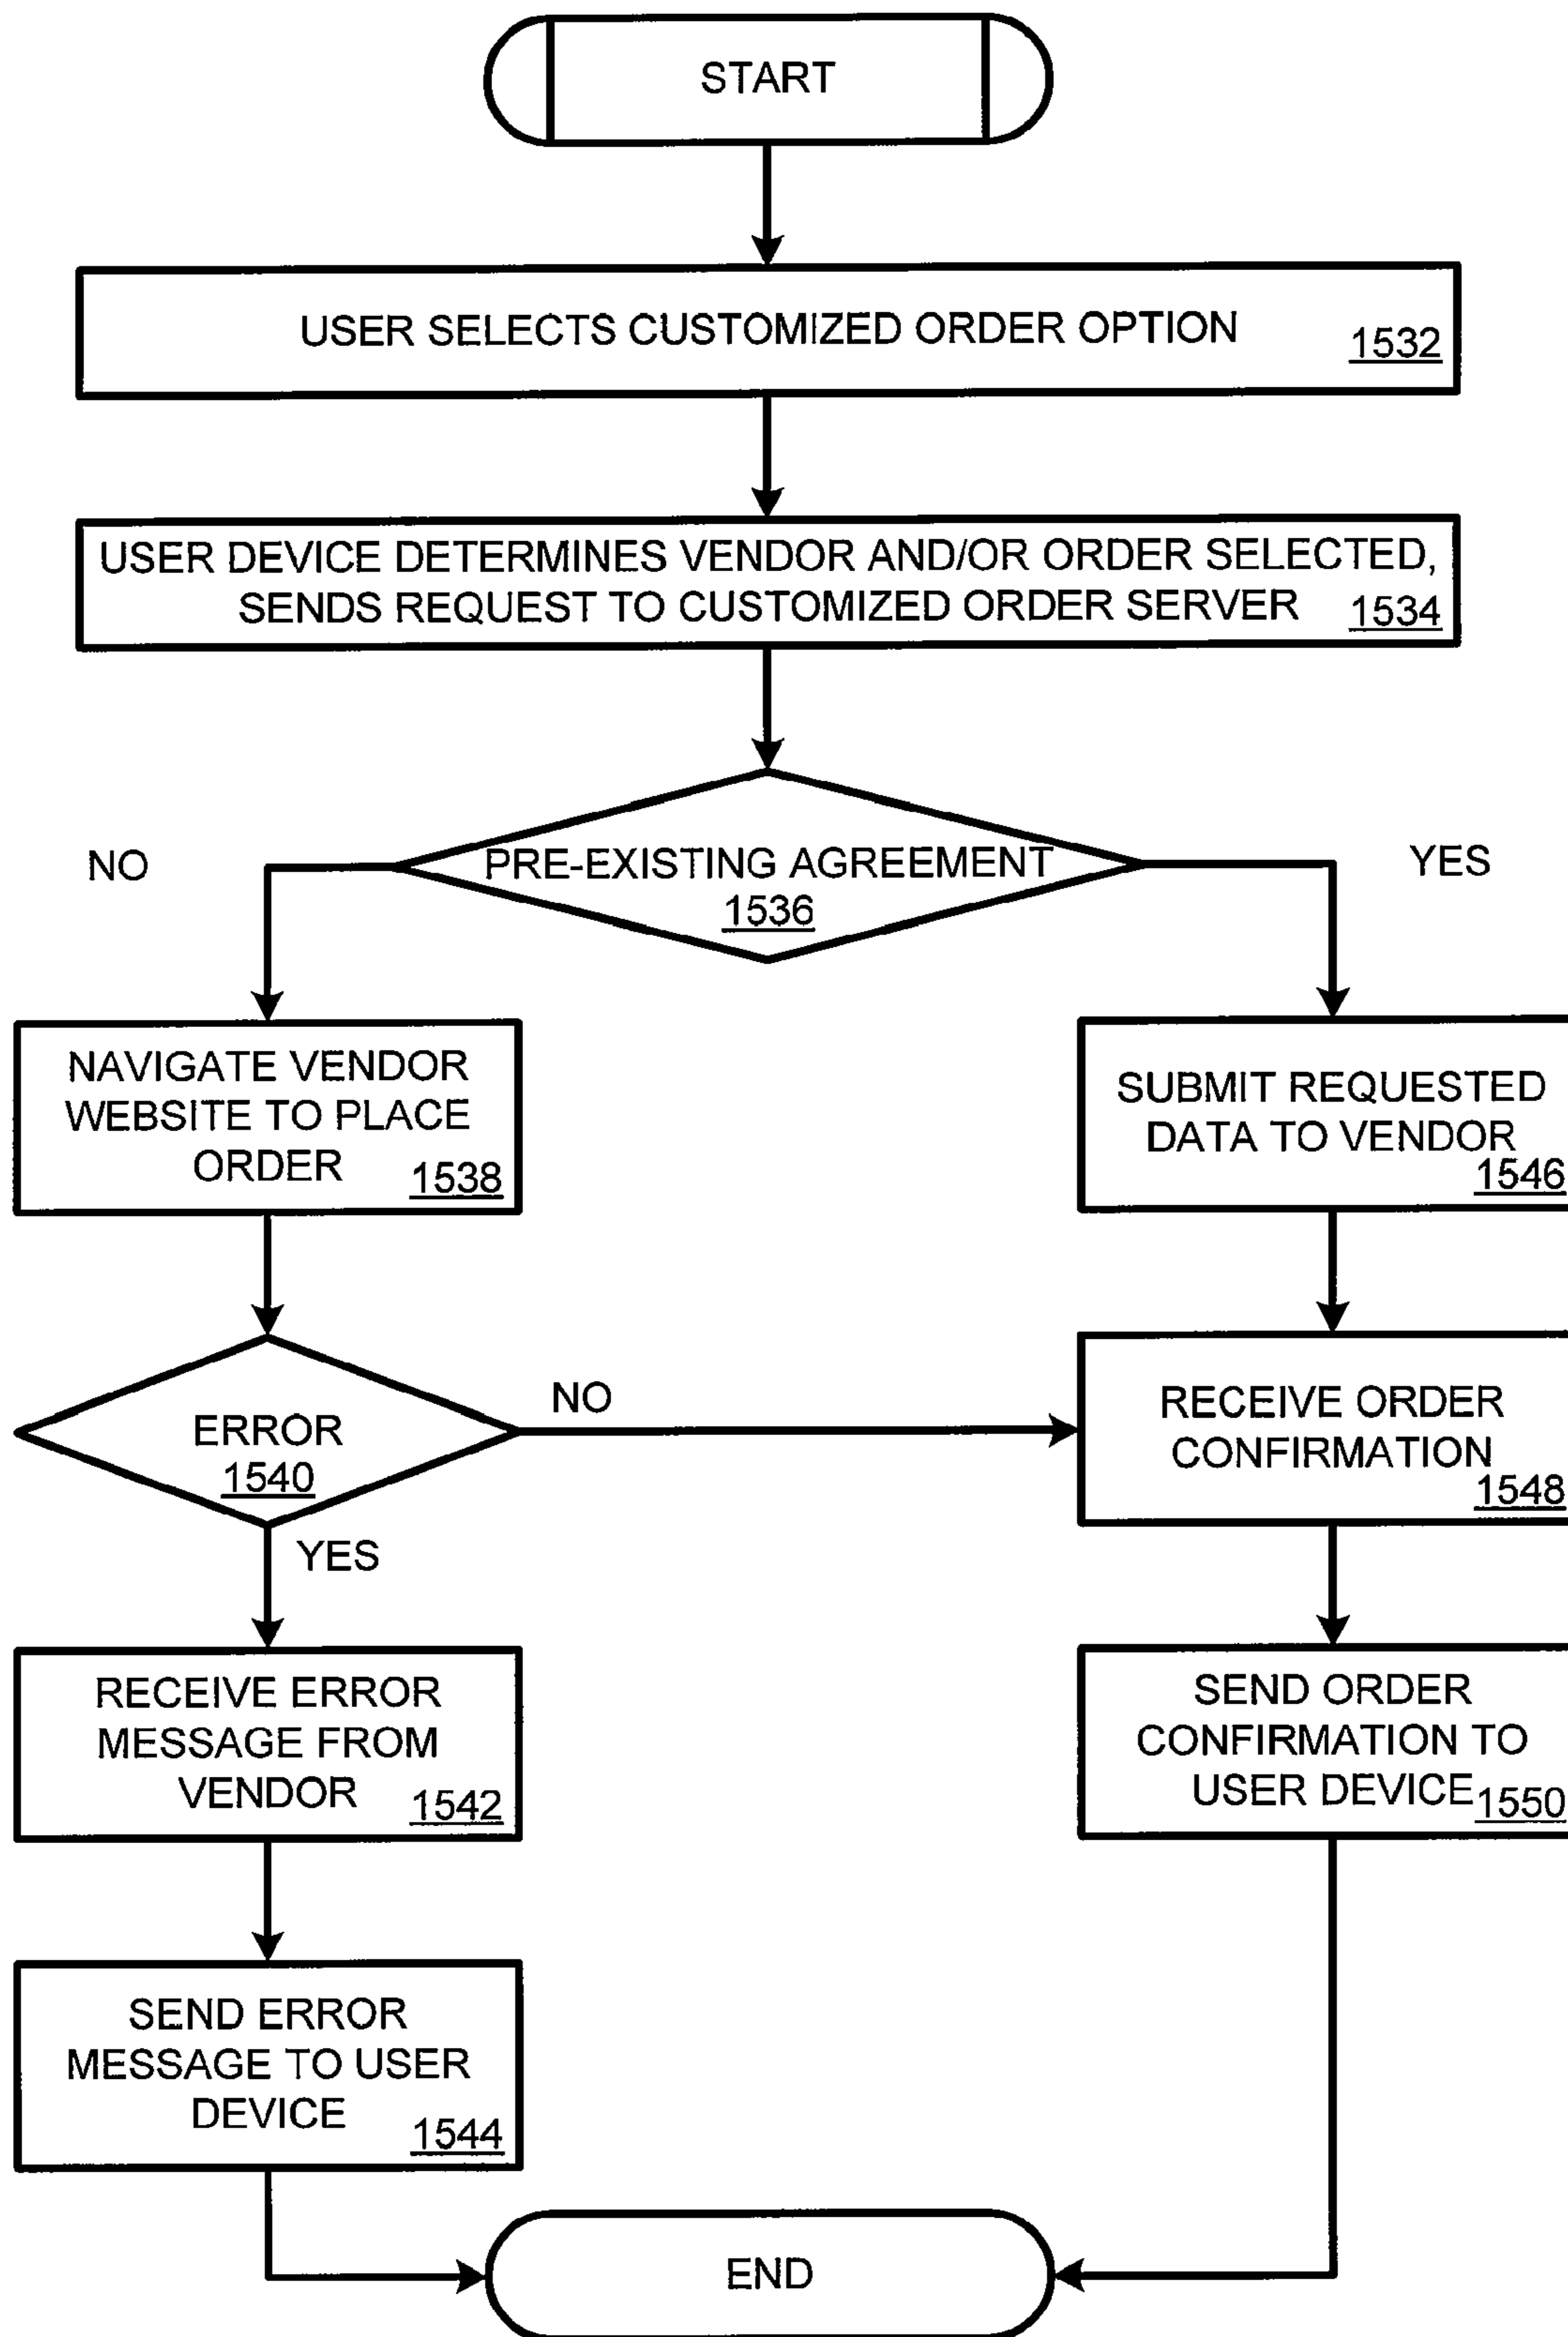 START
USER SELECTS CUSTOMIZED ORDER OPTION
1532
USER DEVICE DETERMINES VENDOR AND/OR ORDER SELECTED,
SENDS REQUEST TO CUSTOMIZED ORDER SERVER
1534
NO
PRE-EXISTING AGREEMENT
1536
YES
NAVIGATE VENDOR
WEBSITE TO PLACE
ORDER
1538
SUBMIT REQUESTED
DATA TO VENDOR
1546
ERROR
1540
NO
YES
RECEIVE ORDER
CONFIRMATION
1548
RECEIVE ERROR
MESSAGE FROM
VENDOR
1542
SEND ORDER
CONFIRMATION TO
USER DEVICE
1550
SEND ERROR
MESSAGE TO USER
DEVICE
1544
END